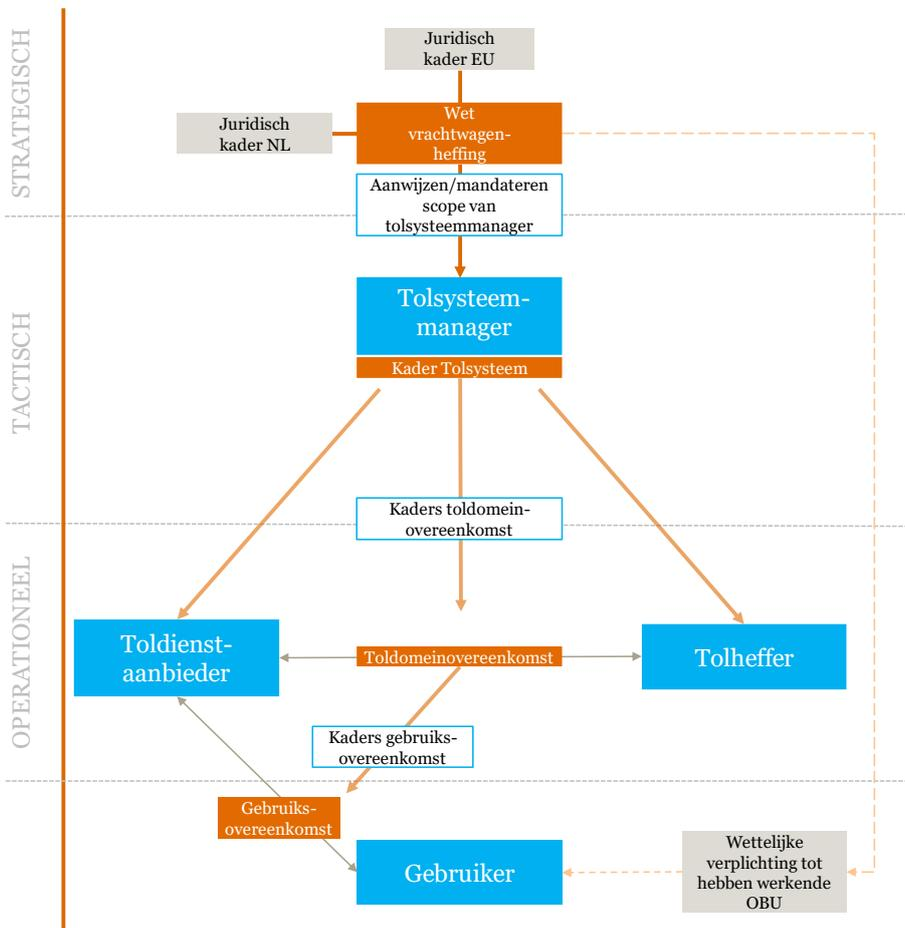 STRATEGISCH
Juridisch
kader EU
Juridisch
kader NL
Wet
vrachtwagen-
heffing
Aanwijzen/mandateren
scope van
tolsysteemmanager
TACTISCH
Tolsysteem-
manager
Kader Tolsysteem
Kaders toldomein-
overeenkomst
OPERATIONEEL
Toldienst-
aanbieder
Toldomeinovereenkomst
Tolheffer
Kaders gebruiks-
overeenkomst
Gebruiks-
overeenkomst
Gebruiker
Wettelijke
verplichting tot
hebben werkende
OBU